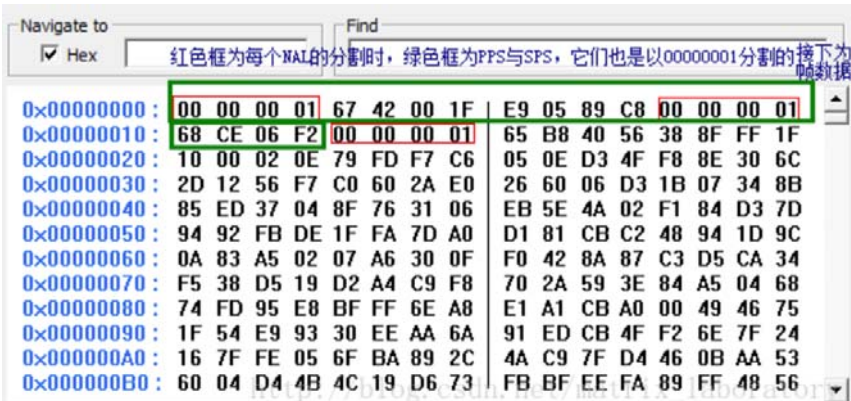 Navigate to
Find
Hex
红色框为每个NAL的分割时，绿色框为PPS与SPS，它们也是以00000001分割的接下为
帧数据
0x00000000: 00 00 00 01 67 42 00 1F | E9 05 89 C8 00 00 00 01
0x00000010: 68 CE 06 F2 00 00 00 01 | 65 B8 40 56 38 8F FF 1F
0x00000020: 10 00 02 0E 79 FD F7 C6 | 05 0E D3 4F F8 8E 30 6C
0x00000030: 2D 12 56 F7 C0 60 2A E0 | 26 60 06 D3 1B 07 34 8B
0x00000040: 85 ED 37 04 8F 76 31 06 | EB 5E 4A 02 F1 84 D3 7D
0x00000050: 94 92 FB DE 1F FA 7D A0 | D1 81 CB C2 48 94 1D 9C
0x00000060: 0A 83 A5 02 07 A6 30 0F | F0 42 8A 87 C3 D5 CA 34
0x00000070: F5 38 D5 19 D2 A4 C9 F8 | 70 2A 59 3E 84 A5 04 68
0x00000080: 74 FD 95 E8 BF FF 6E A8 | E1 A1 CB A0 00 49 46 75
0x00000090: 1F 54 E9 93 30 EE AA 6A | 91 ED CB 4F F2 6E 7F 24
0x000000A0: 16 7F FE 05 6F BA 89 2C | 4A C9 7F D4 46 0B AA 53
0x000000B0: 60 04 D4 4B 4C 19 D6 73 | FB BF EE FA 89 FF 48 56
http://blog.csdn.net/matrix_laboratory